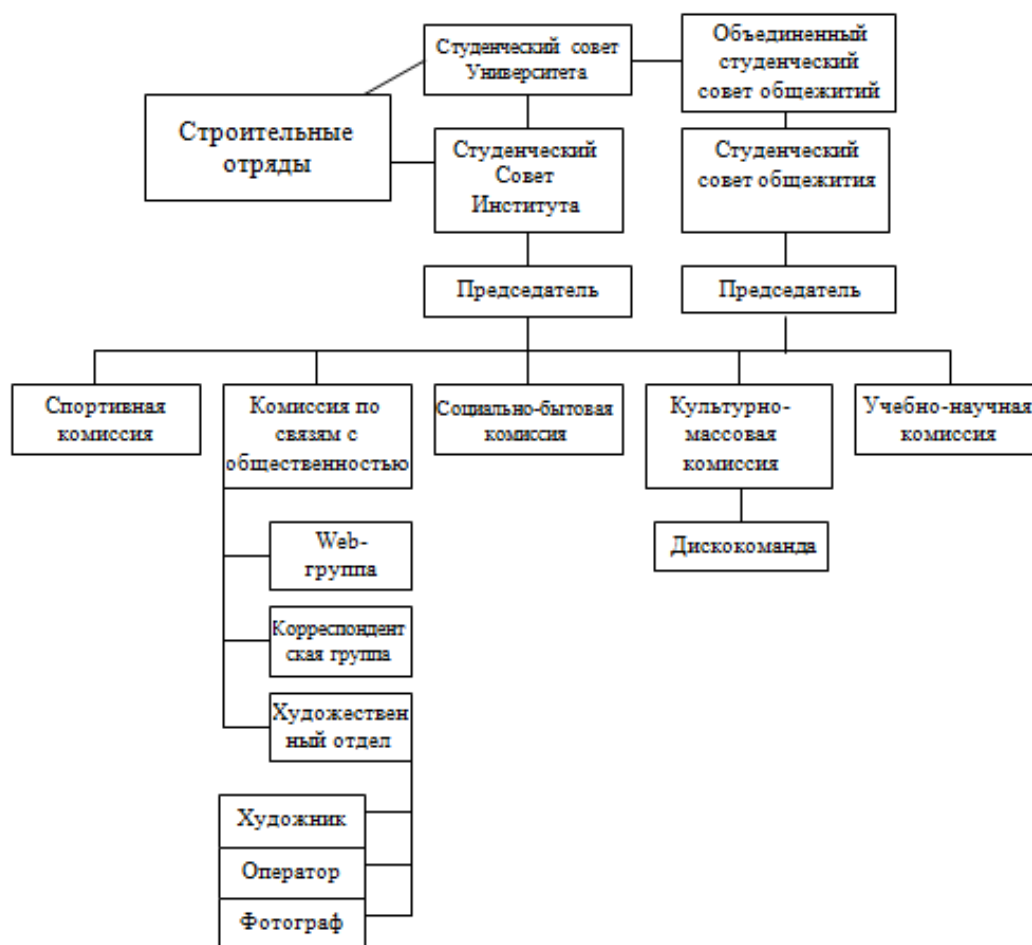 Студенческий совет
Университета
Объединенный
студенческий
совет общежитий
Строительные
отряды
Студенческий
Совет
Института
Студенческий
совет общежития
Председатель
Председатель
Спортивная
комиссия
Комиссия по
связям с
общественностью
Социально-бытовая
комиссия
Культурно-
массовая
комиссия
Учебно-научная
комиссия
Web-
группа
Дискокоманда
Корреспондент
ская группа
Художествен
ный отдел
Художник
Оператор
Фотограф